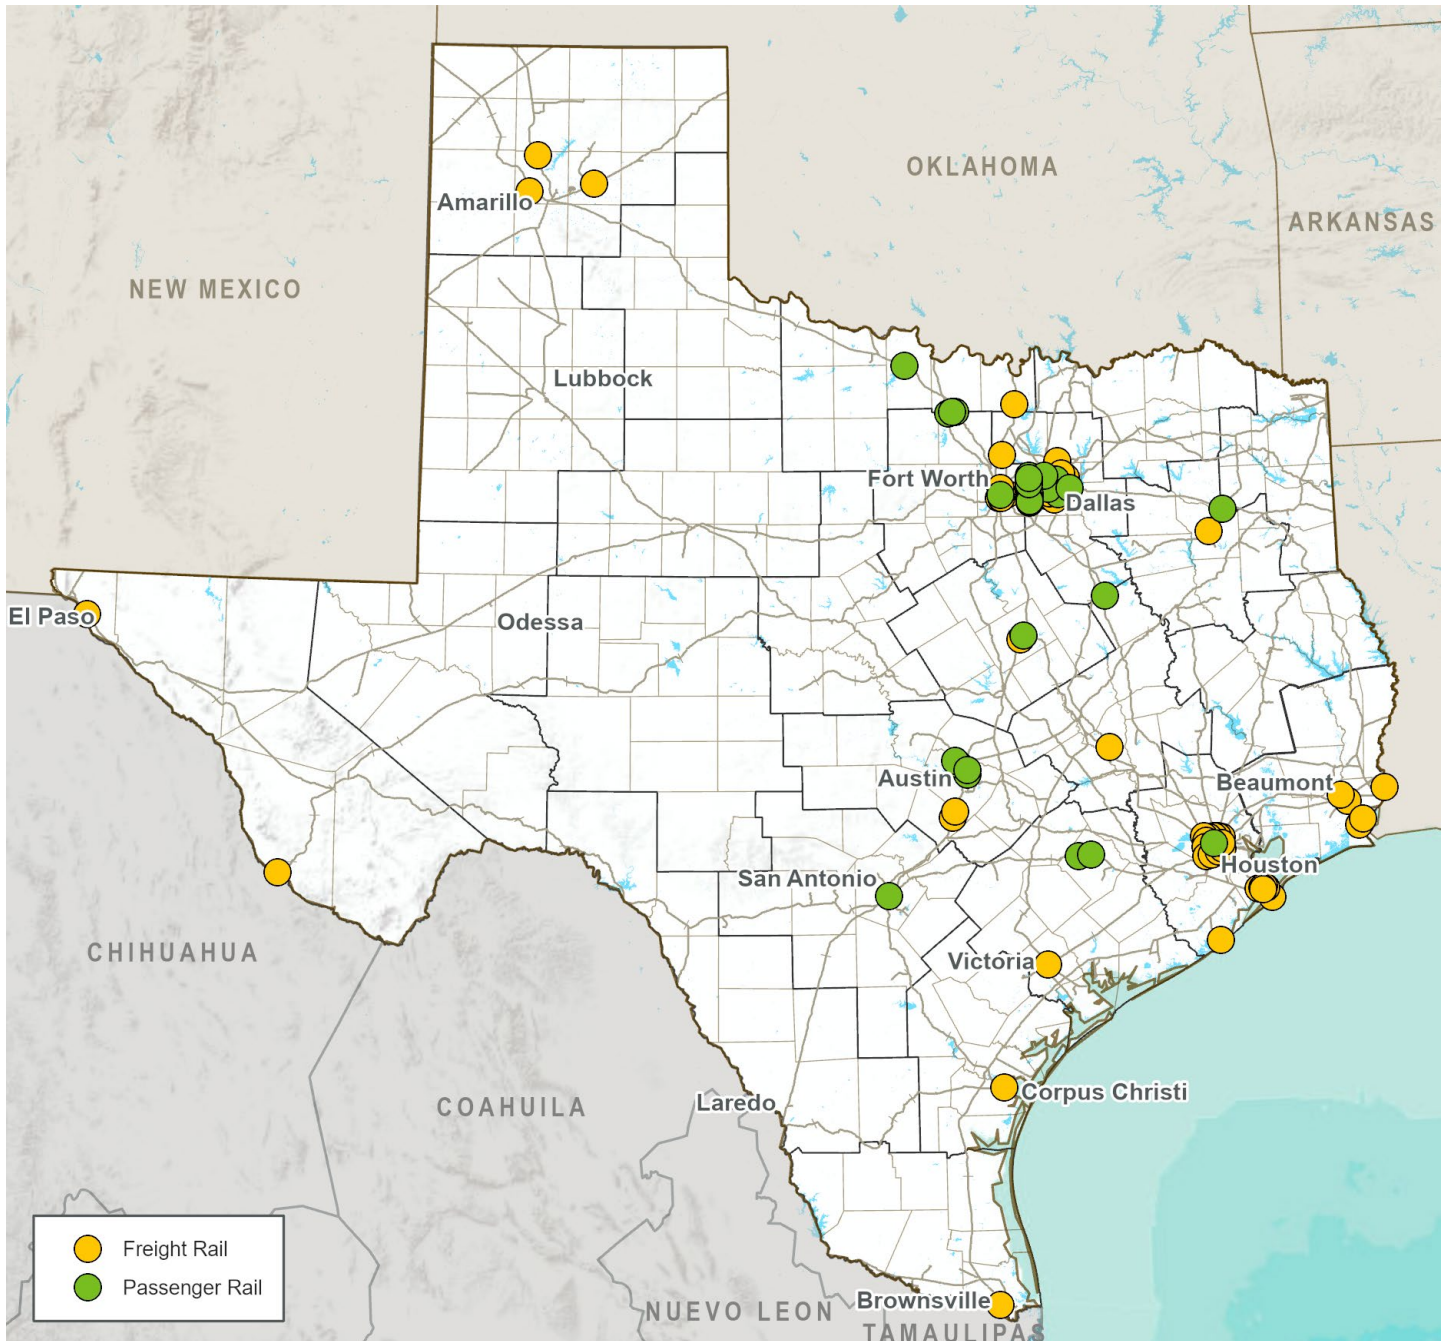 OKLAHOMA
Amarillo
ARKANSAS
NEW MEXICO
Lubbock
Fort Worth
Dallas
El Paso
Odessa
Austin
Beaumont
San Antonio
Houston
CHIHUAHUA
Victoria
Corpus Christi
COAHUILA
Laredo
Freight Rail
Passenger Rail
Brownsville
NUEVO LEON
TAMAULIPAS